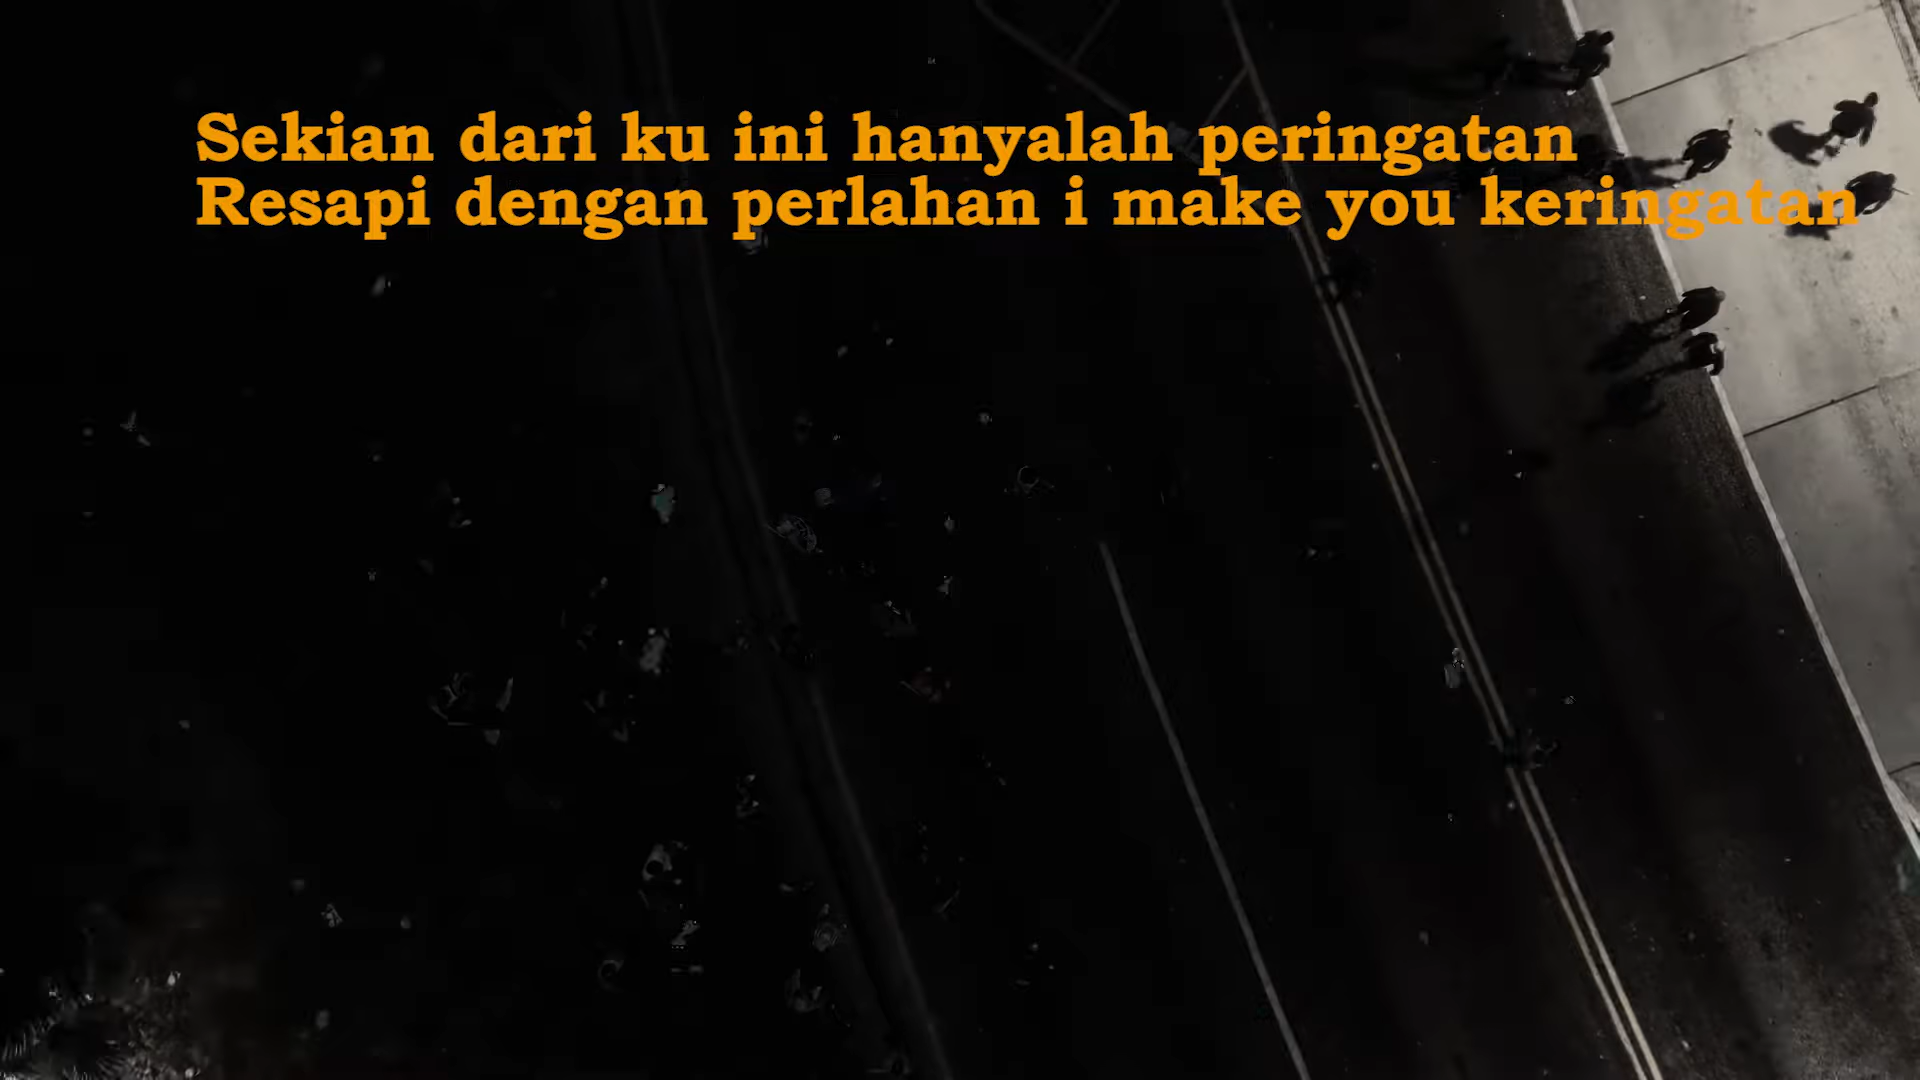 Sekian dari ku ini hanyalah peringatan
Resapi dengan perlahan i make you keringatan